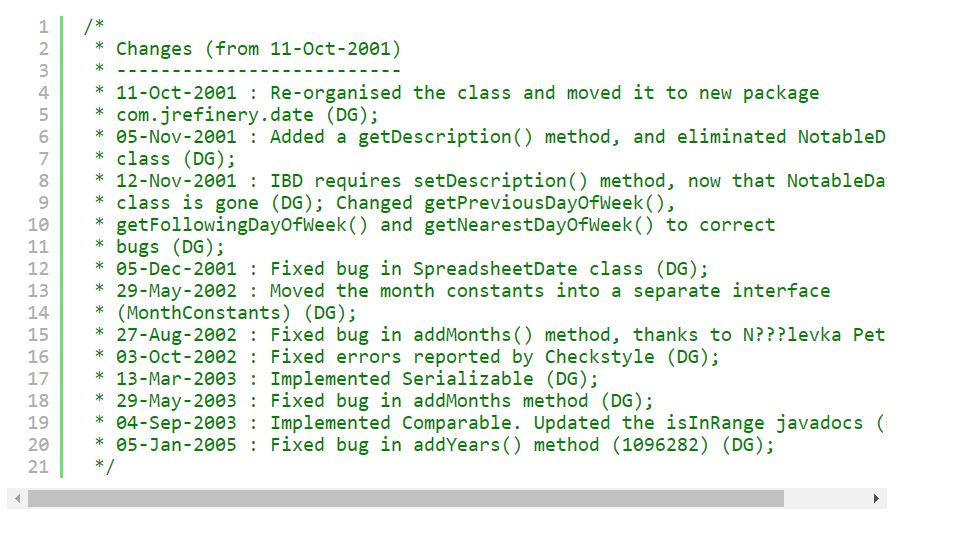 1 /*
2 * Changes (from 11-Oct-2001)
3 * --------------------------
4 * 11-Oct-2001 : Re-organised the class and moved it to new package
5 * com.jrefinery.date (DG);
6 * 05-Nov-2001 : Added a getDescription() method, and eliminated NotableD
7 * class (DG);
8 * 12-Nov-2001 : IBD requires setDescription() method, now that NotableDa
9 * class is gone (DG); Changed getPreviousDayOfWeek(),
10 * getFollowingDayOfWeek() and getNearestDayOfWeek() to correct
11 * bugs (DG);
12 * 05-Dec-2001 : Fixed bug in SpreadsheetDate class (DG);
13 * 29-May-2002 : Moved the month constants into a separate interface
14 * (MonthConstants) (DG);
15 * 27-Aug-2002 : Fixed bug in addMonths() method, thanks to N???levka Pet
16 * 03-Oct-2002 : Fixed errors reported by Checkstyle (DG);
17 * 13-Mar-2003 : Implemented Serializable (DG);
18 * 29-May-2003 : Fixed bug in addMonths method (DG);
19 * 04-Sep-2003 : Implemented Comparable. Updated the isInRange javadocs (
20 * 05-Jan-2005 : Fixed bug in addYears() method (1096282) (DG);
21 */